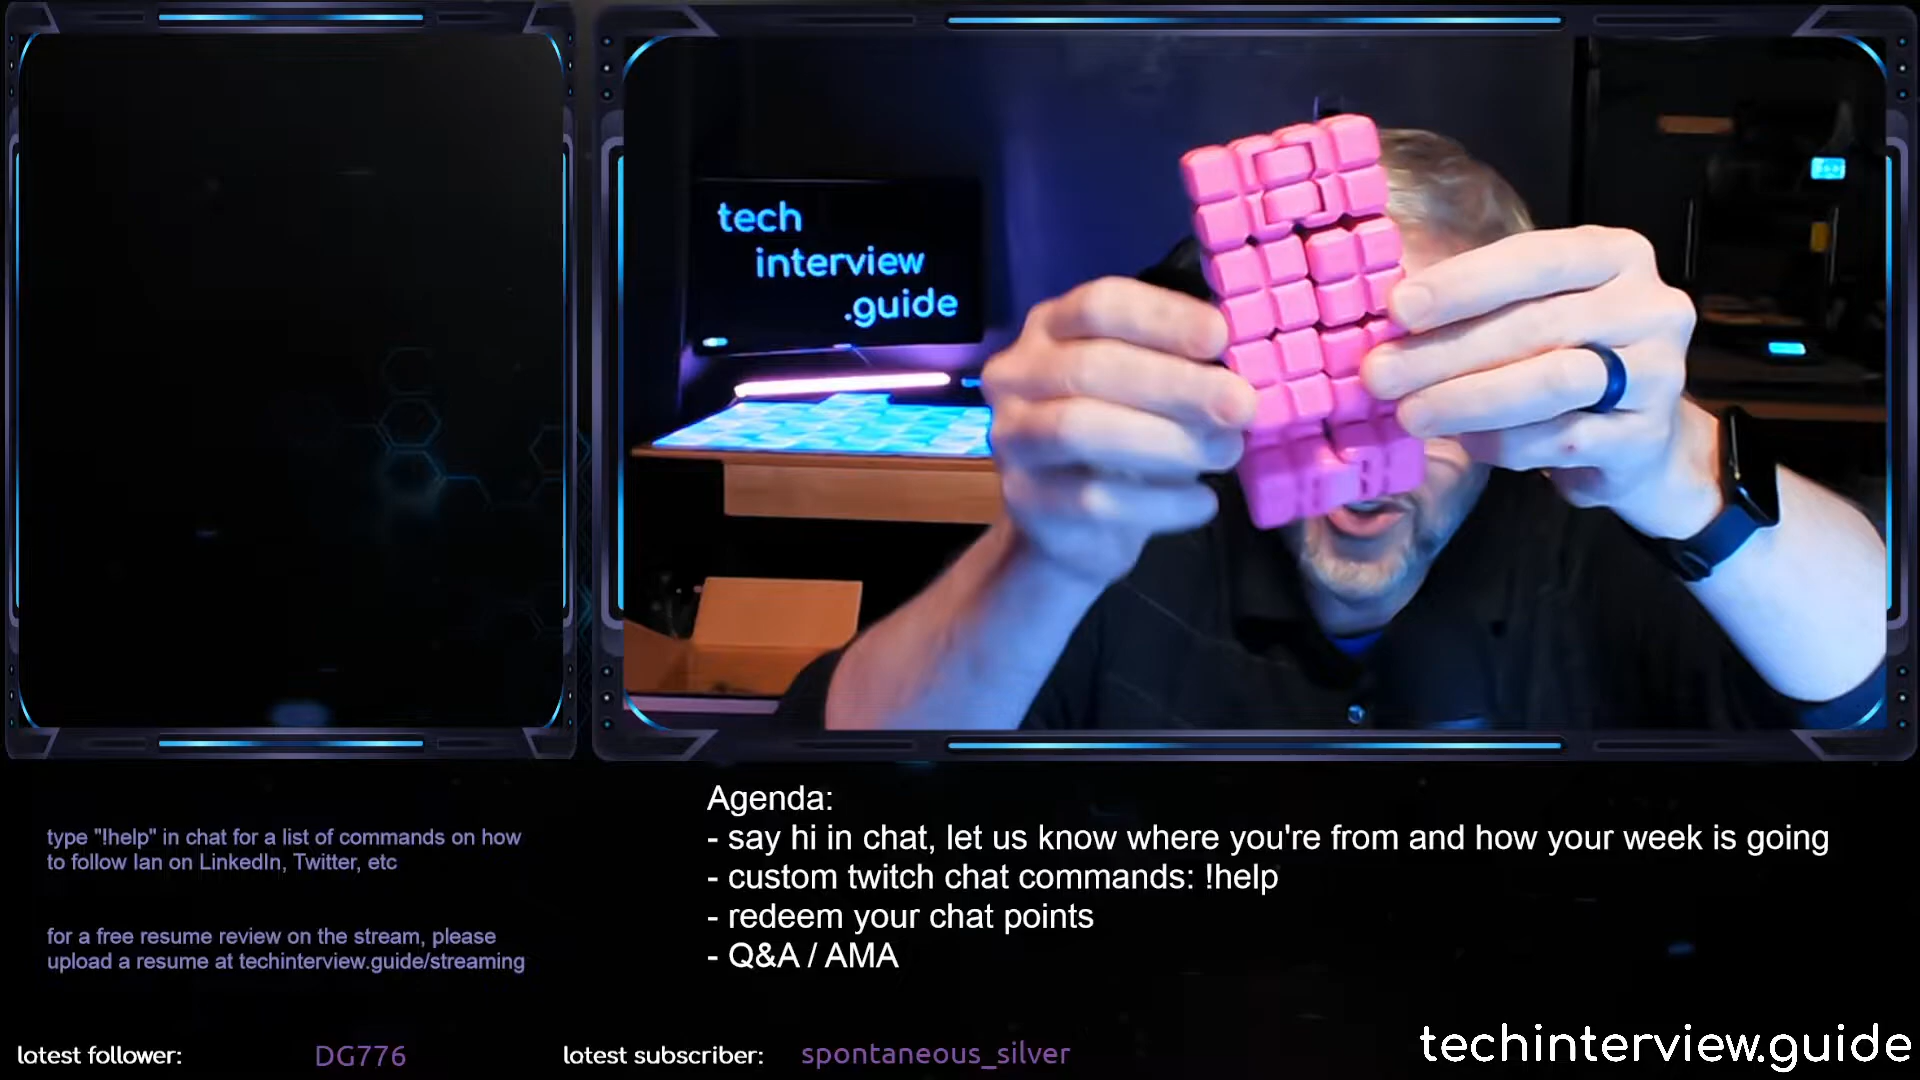 tech
interview
.guide
Agenda:
- say hi in chat, let us know where you're from and how your week is going
- custom twitch chat commands: !help
- redeem your chat points
- Q&A / AMA
type "!help" in chat for a list of commands on how
to follow Ian on LinkedIn, Twitter, etc
for a free resume review on the stream, please
upload a resume at techinterview.guide/streaming
latest follower: DG776
latest subscriber: spontaneous_silver
techinterview.guide